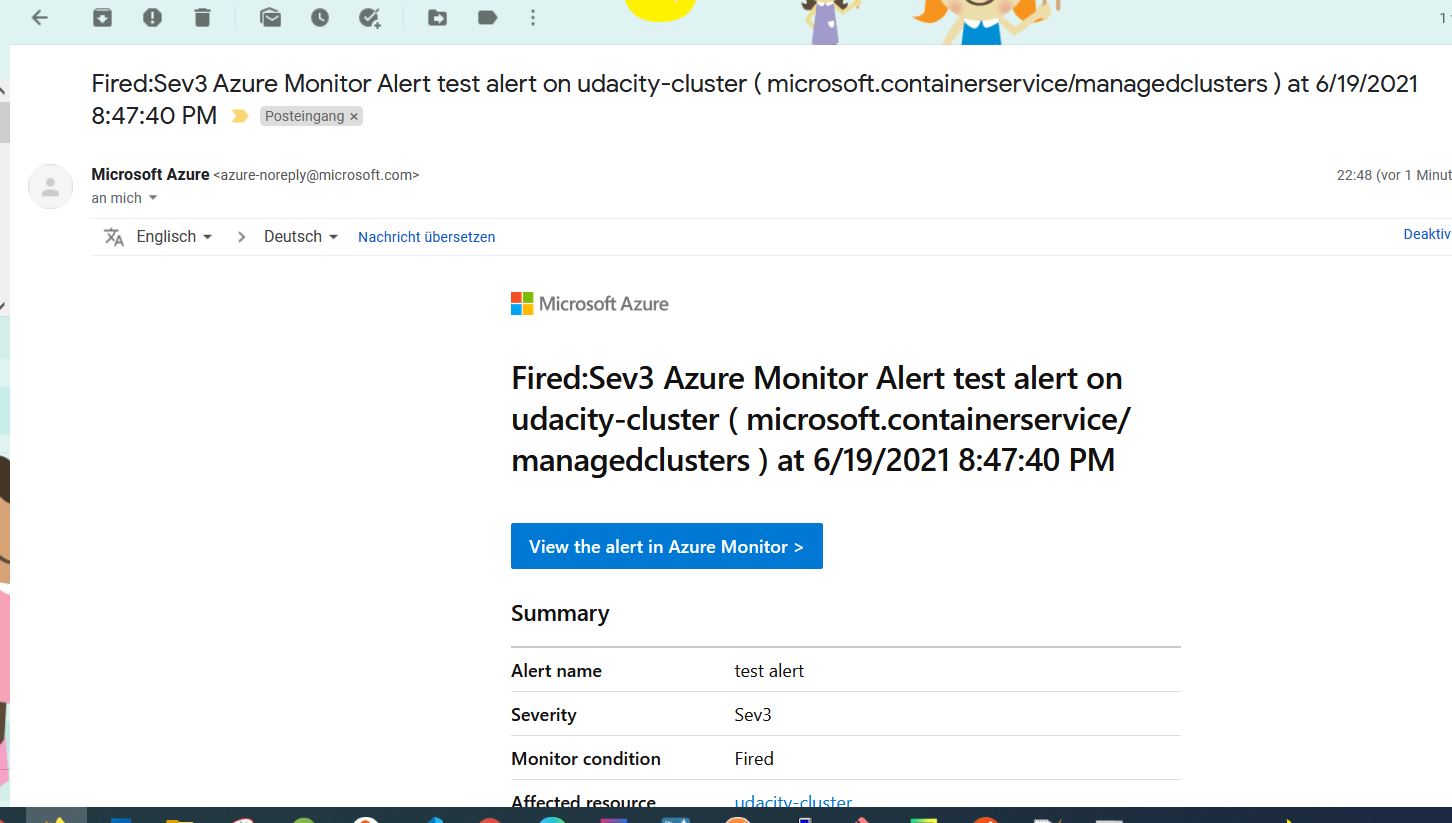 1
Fired:Sev3 Azure Monitor Alert test alert on udacity-cluster ( microsoft.containerservice/managedclusters ) at 6/19/2021
8:47:40 PM Posteingang ×
Microsoft Azure <azure-noreply@microsoft.com> 22:48 (vor 1 Minut
an mich
Englisch > Deutsch Nachricht übersetzen Deaktiv
Microsoft Azure
Fired:Sev3 Azure Monitor Alert test alert on
udacity-cluster ( microsoft.containerservice/
managedclusters ) at 6/19/2021 8:47:40 PM
View the alert in Azure Monitor >
Summary
Alert name test alert
Severity Sev3
Monitor condition Fired
Affected resource udacity-cluster